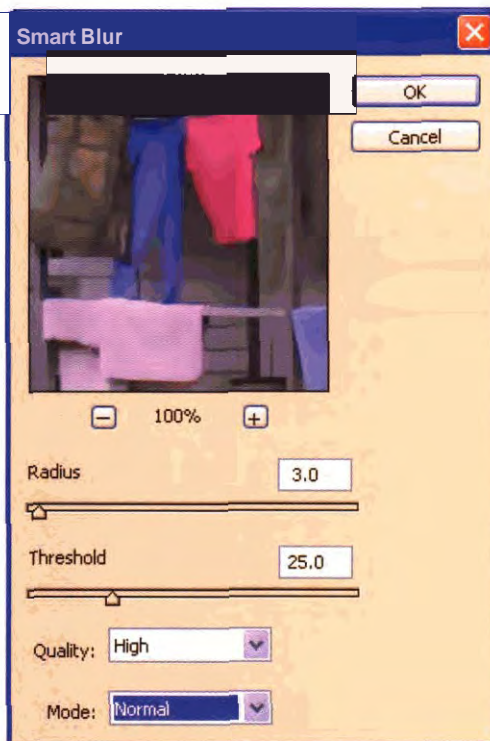 Smart Blur
OK
Cancel
100%
Radius
3.0
Threshold
25.0
Quality: High
Mode: Normal